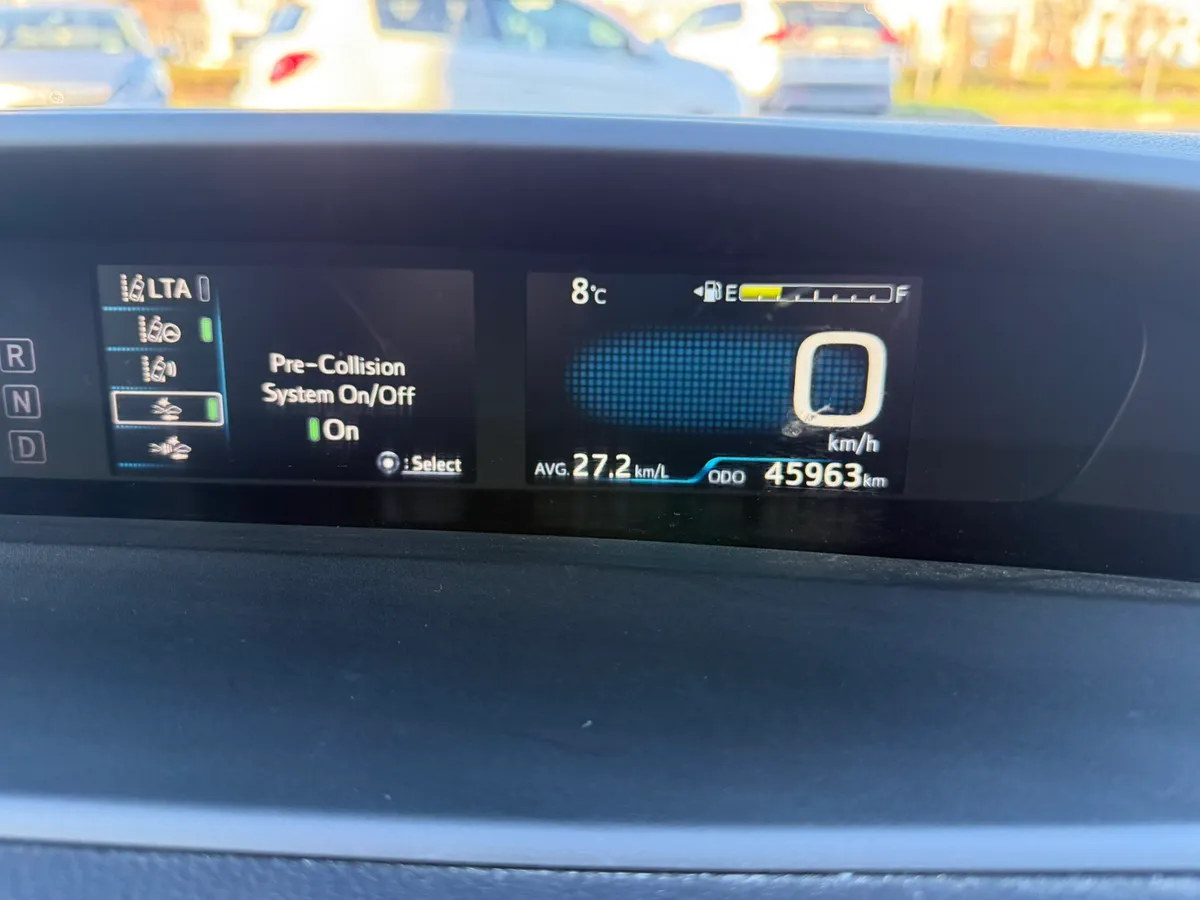 R
N
D
LTA
Pre-Collision
System On/Off
On
:Select
8°C
E F
0
km/h
AVG. 27.2 km/L
ODO 45963 km